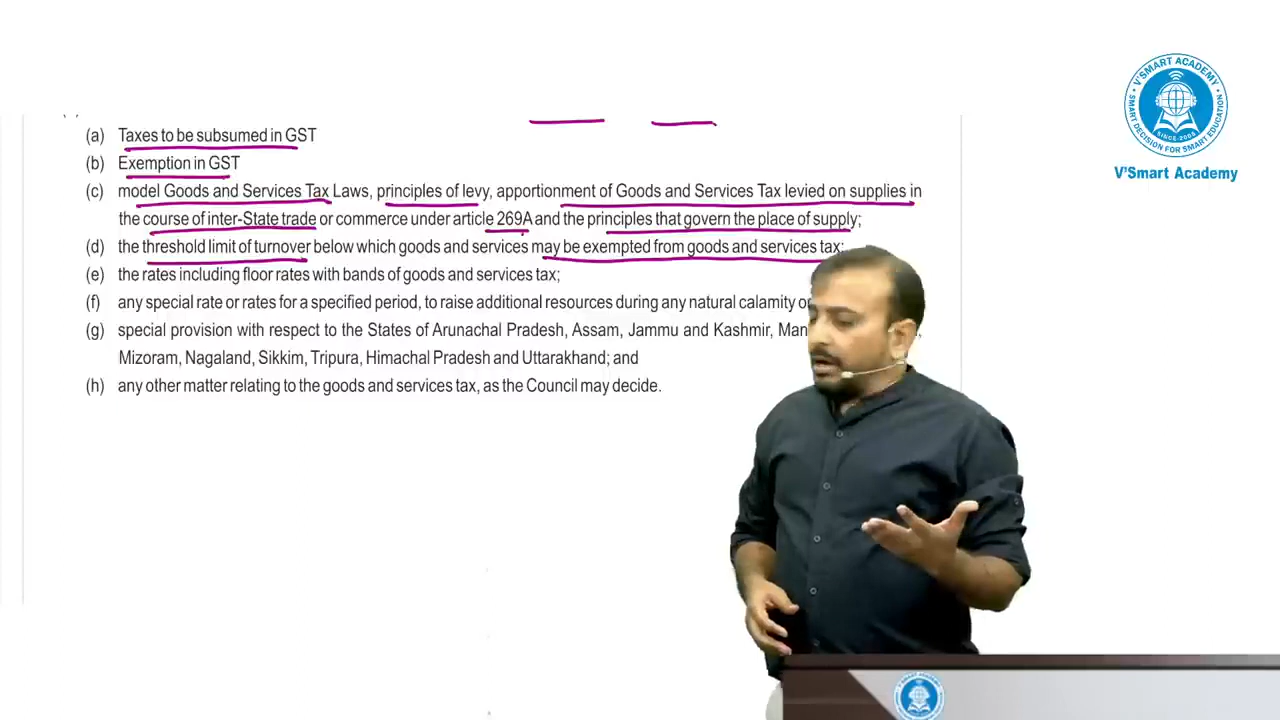 (a) Taxes to be subsumed in GST
(b) Exemption in GST
(c) model Goods and Services Tax Laws, principles of levy, apportionment of Goods and Services Tax levied on supplies in
the course of inter-State trade or commerce under article 269A and the principles that govern the place of supply;
(d) the threshold limit of turnover below which goods and services may be exempted from goods and services tax;
(e) the rates including floor rates with bands of goods and services tax;
(f) any special rate or rates for a specified period, to raise additional resources during any natural calamity or
(g) special provision with respect to the States of Arunachal Pradesh, Assam, Jammu and Kashmir,
Mizoram, Nagaland, Sikkim, Tripura, Himachal Pradesh and Uttarakhand; and
(h) any other matter relating to the goods and services tax, as the Council may decide.
V'SMART ACADEMY
SMART DECISION FOR SMART EDUCATION
SINCE 2008
V'Smart Academy
V'SMART ACADEMY